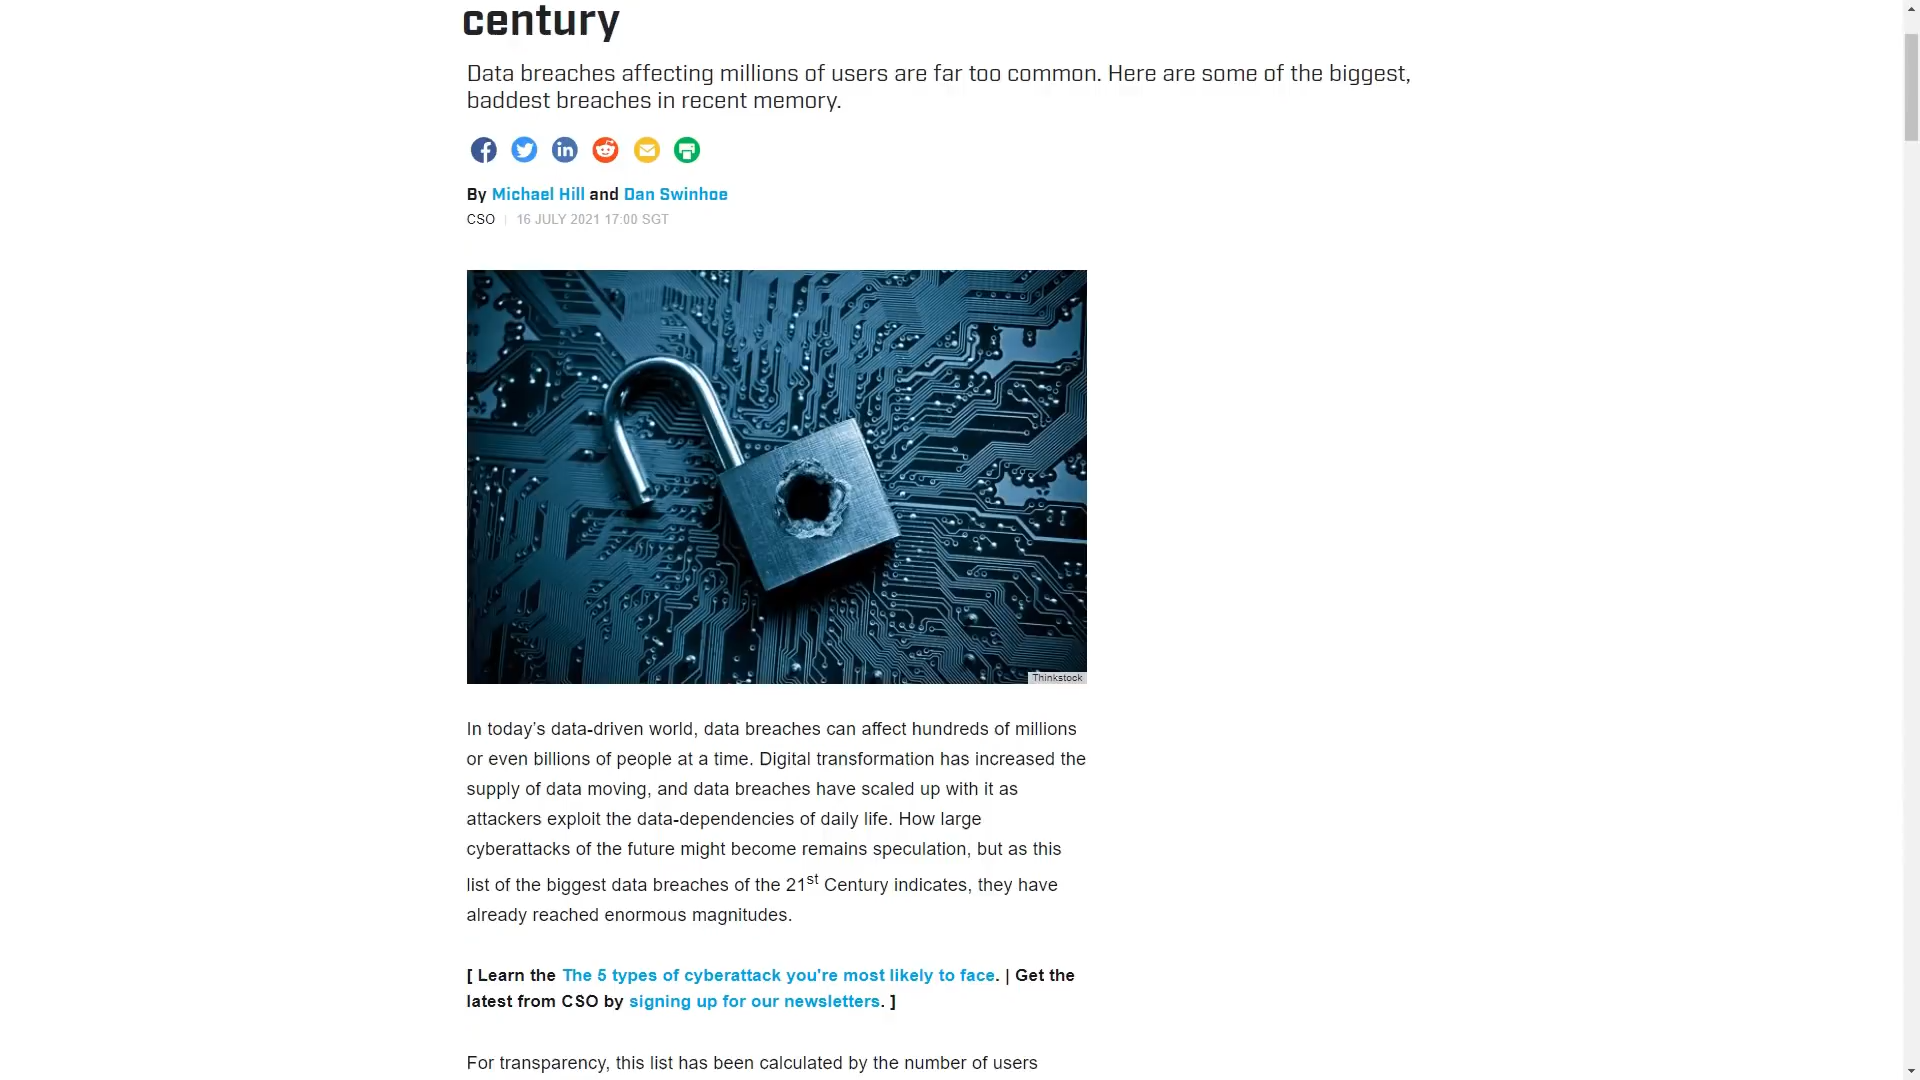 century
Data breaches affecting millions of users are far too common. Here are some of the biggest,
baddest breaches in recent memory.
By Michael Hill and Dan Swinhoe
CSO | 16 JULY 2021 17:00 SGT
Thinkstock
In today’s data-driven world, data breaches can affect hundreds of millions
or even billions of people at a time. Digital transformation has increased the
supply of data moving, and data breaches have scaled up with it as
attackers exploit the data-dependencies of daily life. How large
cyberattacks of the future might become remains speculation, but as this
list of the biggest data breaches of the 21st Century indicates, they have
already reached enormous magnitudes.
[ Learn the The 5 types of cyberattack you're most likely to face. | Get the
latest from CSO by signing up for our newsletters. ]
For transparency, this list has been calculated by the number of users